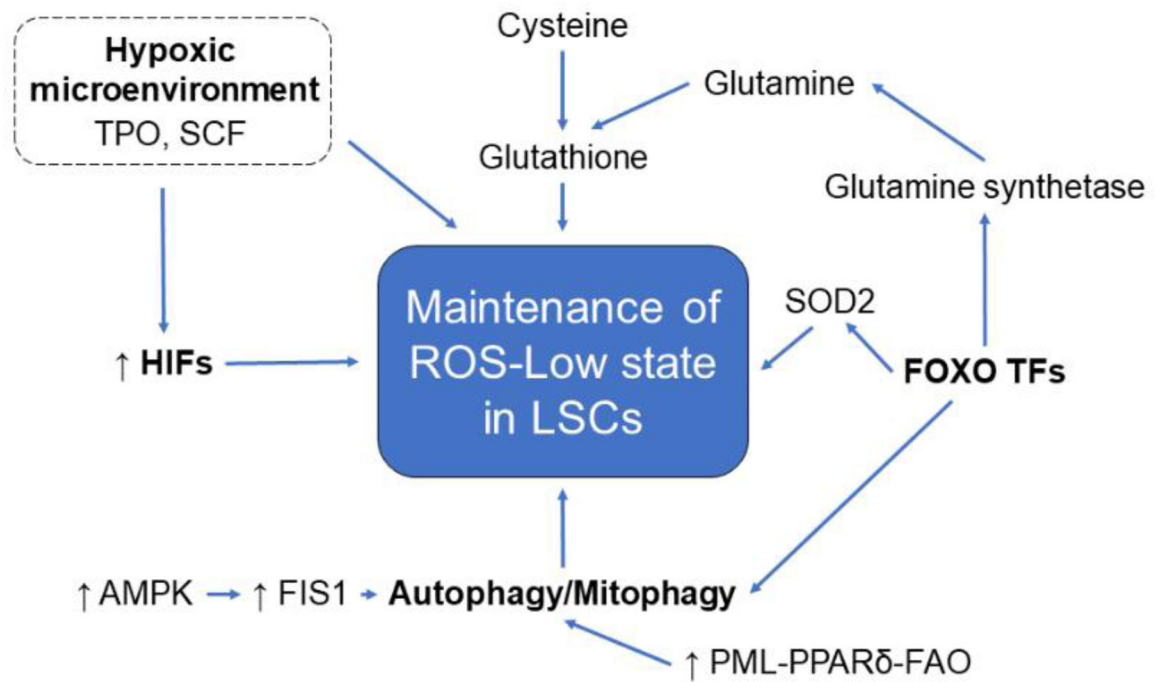 Hypoxic
microenvironment
TPO, SCF
Cysteine
Glutamine
Glutathione
Glutamine synthetase
Maintenance of
ROS-Low state
in LSCs
SOD2
↑ HIFs
FOXO TFs
↑ AMPK
↑ FIS1
Autophagy/Mitophagy
↑ PML-PPARδ-FAO